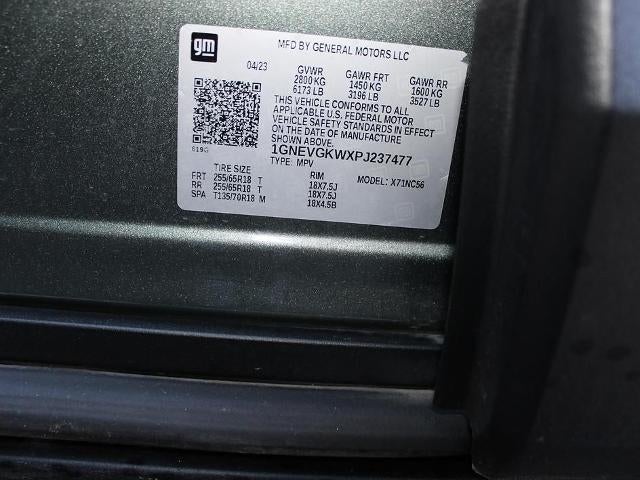 gm
MFD BY GENERAL MOTORS LLC
04/23 GVWR GAWR FRT GAWR RR
2800 KG 1450 KG 1600 KG
6173 LB 3196 LB 3527 LB
THIS VEHICLE CONFORMS TO ALL
APPLICABLE U.S. FEDERAL MOTOR
VEHICLE SAFETY STANDARDS IN EFFECT
ON THE DATE OF MANUFACTURE
SHOWN ABOVE.
619G 1GNEVGKWXPJ237477
TYPE: MPV MODEL: X71NC56
TIRE SIZE RIM
FRT 255/65R18 T 18X7.5J
RR 255/65R18 T 18X7.5J
SPA T135/70R18 M 18X4.5B